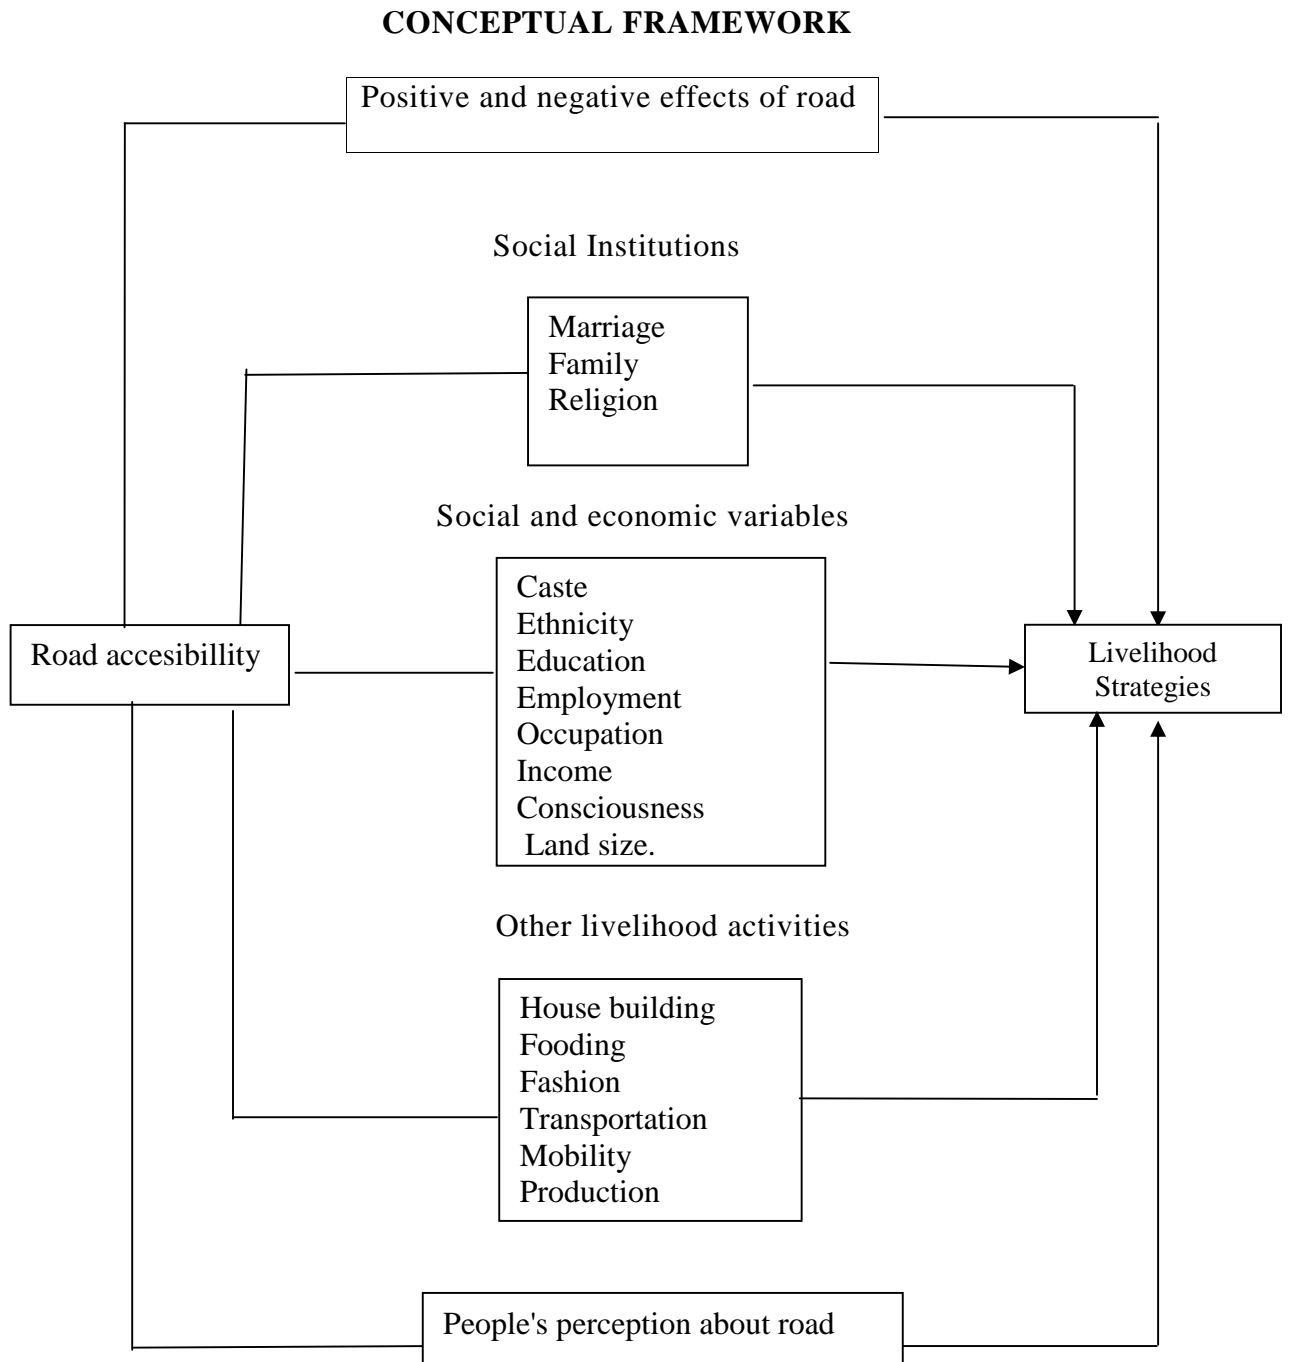 CONCEPTUAL FRAMEWORK
Positive and negative effects of road
Social Institutions
Marriage
Family
Religion
Social and economic variables
Caste
Ethnicity
Education
Employment
Occupation
Income
Consciousness
Land size.
Road accesibillity
Livelihood
Strategies
Other livelihood activities
House building
Fooding
Fashion
Transportation
Mobility
Production
People's perception about road